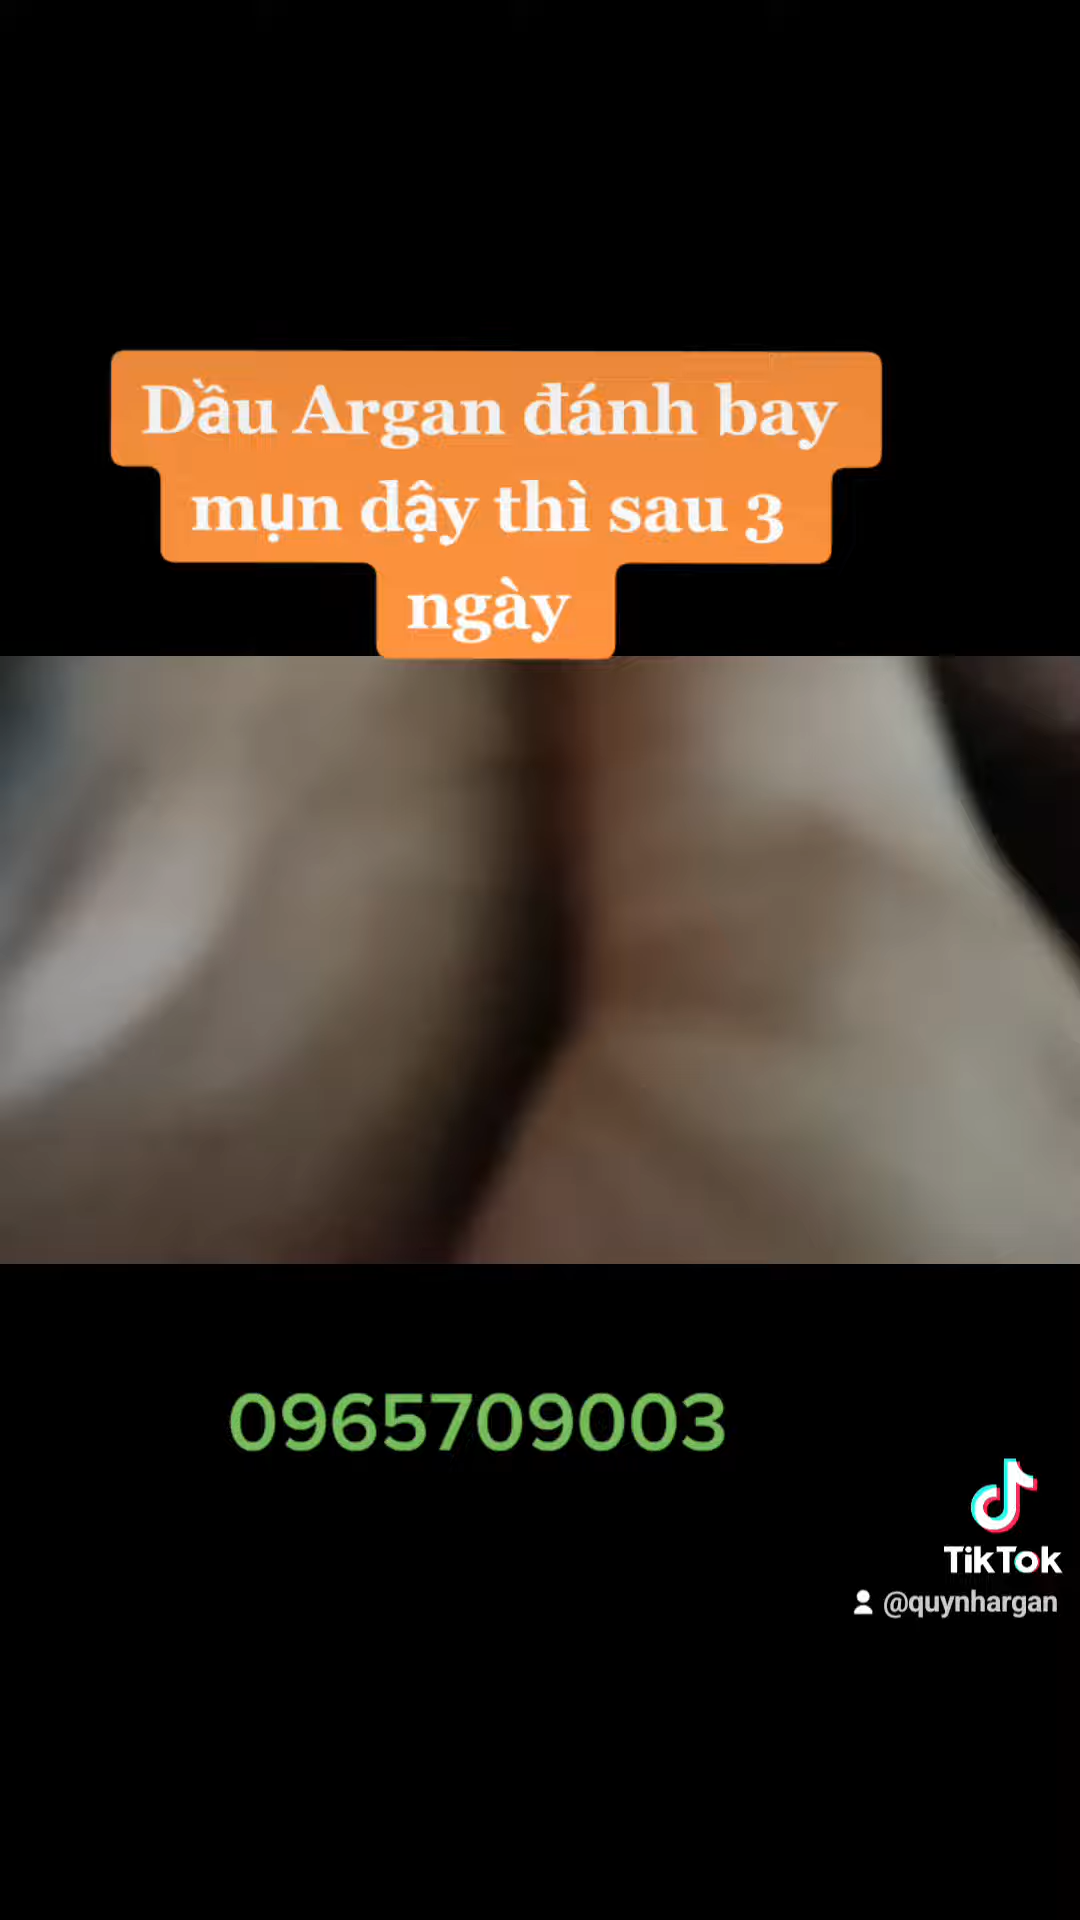 Dầu Argan đánh bay
mụn dậy thì sau 3
ngày
0965709003
TikTok
@quynhargan